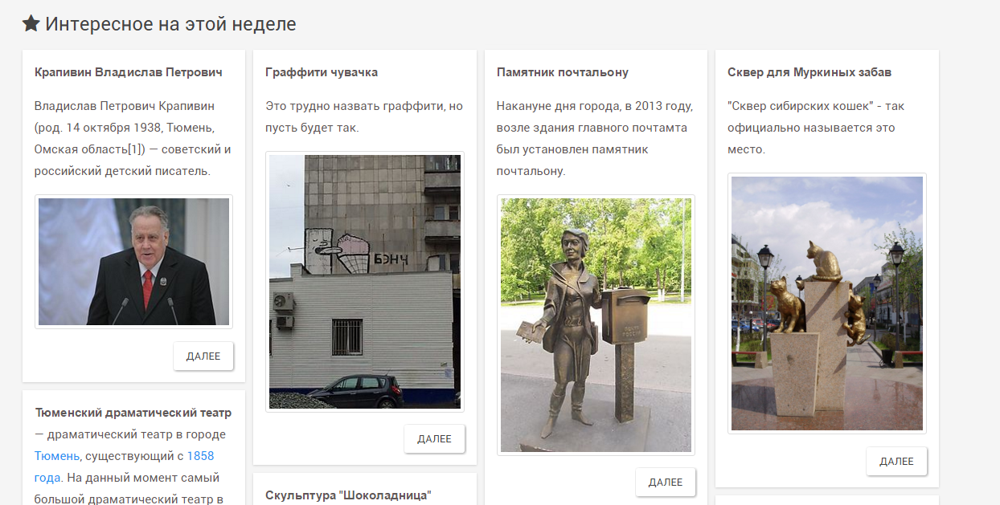 Интересное на этой неделе
Крапивин Владислав Петрович
Владислав Петрович Крапивин
(род. 14 октября 1938, Тюмень,
Омская область[1]) — советский и
российский детский писатель.
ДАЛЕЕ
Тюменский драматический театр
— драматический театр в городе
Тюмень, существующий с 1858
года. На данный момент самый
большой драматический театр в
Граффити чувачка
Это трудно назвать граффити, но
пусть будет так.
БЭНЧ
ДАЛЕЕ
Скульптура "Шоколадница"
Памятник почтальону
Накануне дня города, в 2013 году,
возле здания главного почтамта
был установлен памятник
почтальону.
ПОЧТА
РОССИИ
ДАЛЕЕ
Сквер для Муркиных забав
"Сквер сибирских кошек" - так
официально называется это
место.
ДАЛЕЕ